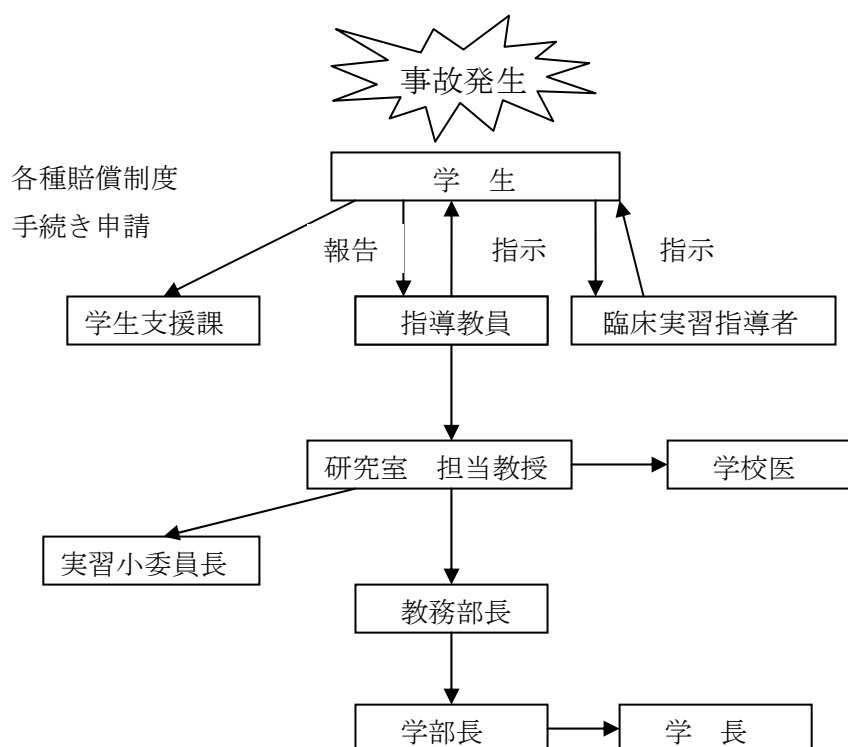 事故発生
各種賠償制度
手続き申請
学　生
報告
指示
指示
学生支援課
指導教員
臨床実習指導者
研究室　担当教授
学校医
実習小委員長
教務部長
学部長
学　長